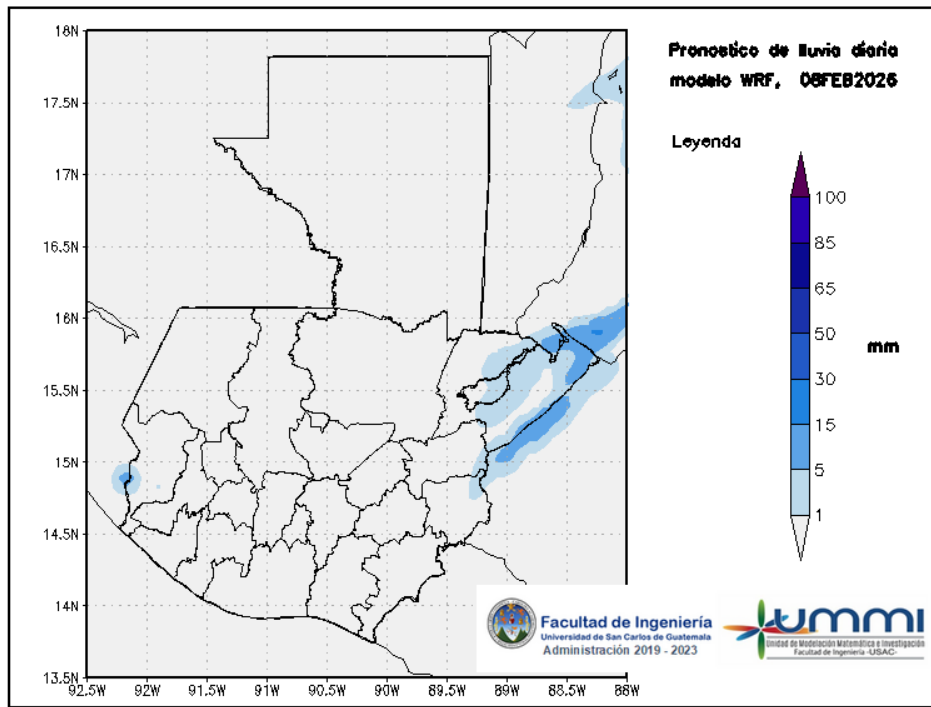 Pronostico de lluvia diaria
modelo WRF, 08FEB2026
Leyenda
100
85
65
50
30
15
5
1
mm
18N
17.5N
17N
16.5N
16N
15.5N
15N
14.5N
14N
13.5N
92.5W 92W 91.5W 91W 90.5W 90W 89.5W 89W 88.5W 88W
Facultad de Ingeniería
Universidad de San Carlos de Guatemala
Administración 2019 - 2023
UMMI
Unidad de Modelación Matemática e Investigación
Facultad de Ingeniería -USAC-